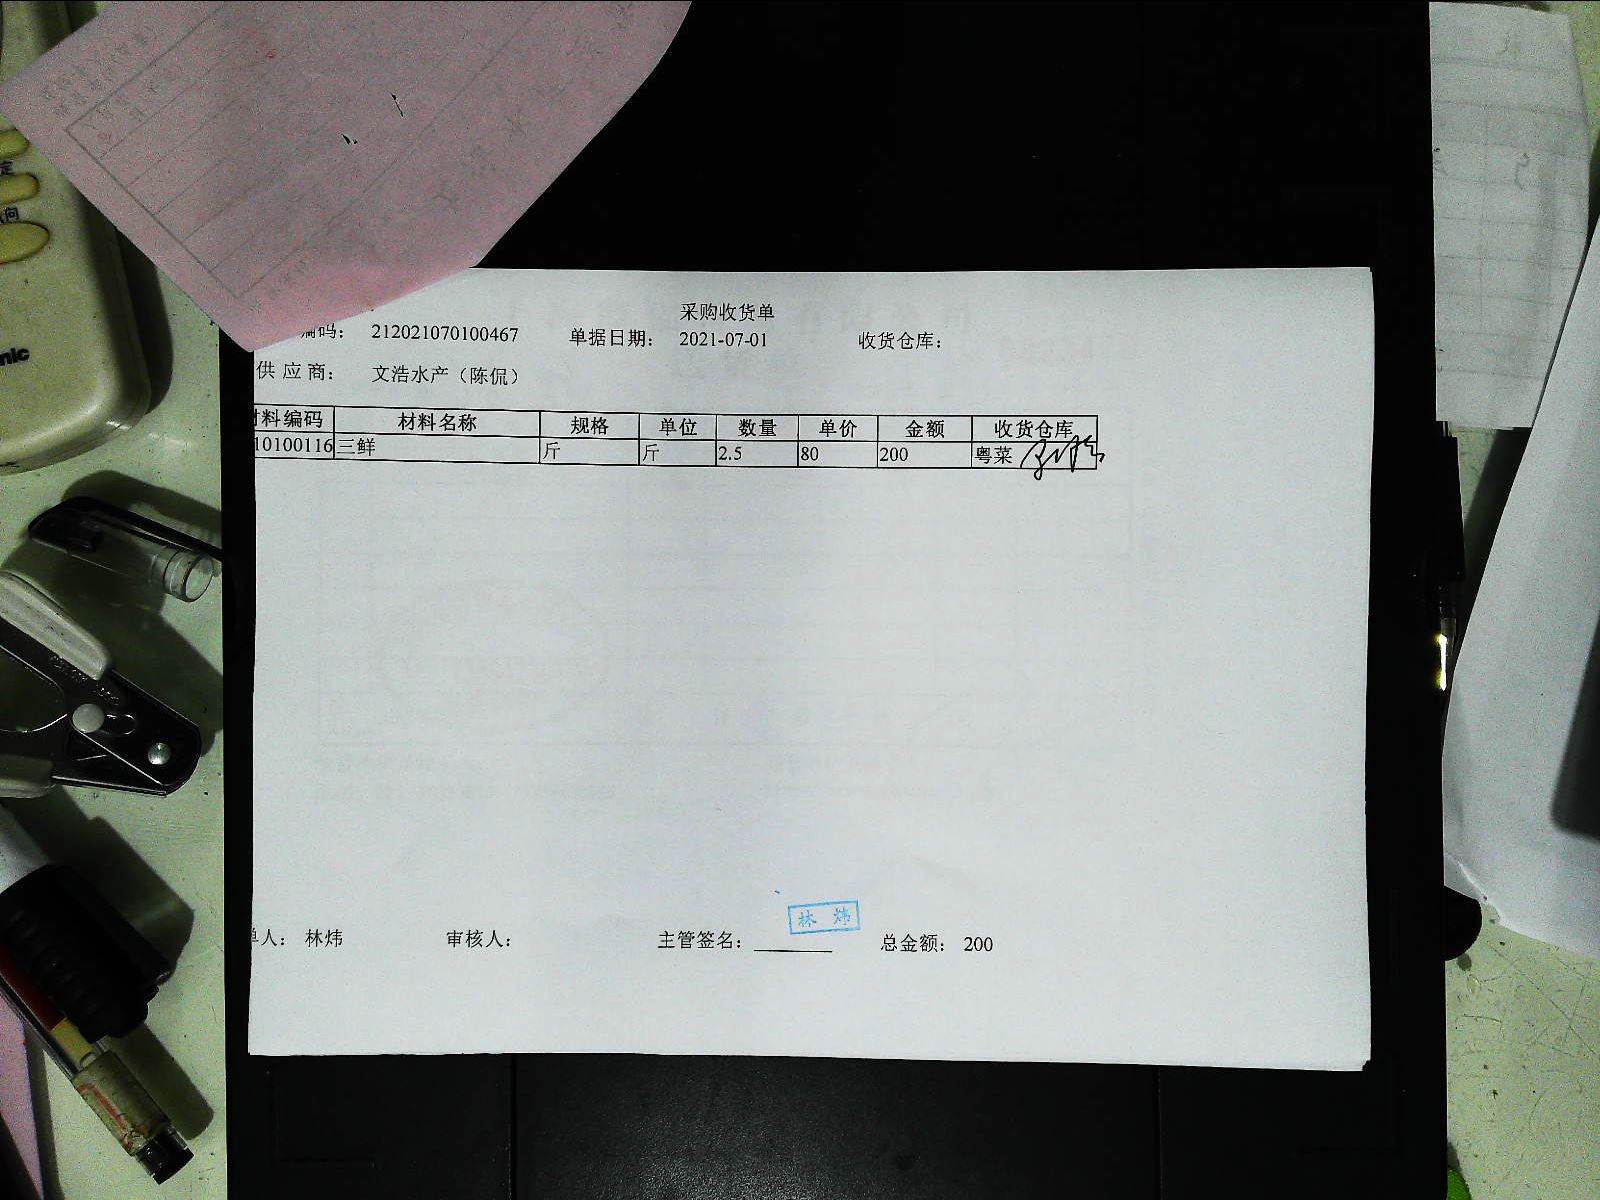 采购收货单
编码： 212021070100467 单据日期： 2021-07-01 收货仓库：
供 应 商： 文浩水产（陈侃）
材料编码 材料名称 规格 单位 数量 单价 金额 收货仓库
10100116 三鲜 斤 斤 2.5 80 200 粤菜
林 炜
单人： 林炜 审核人： 主管签名： 总金额： 200